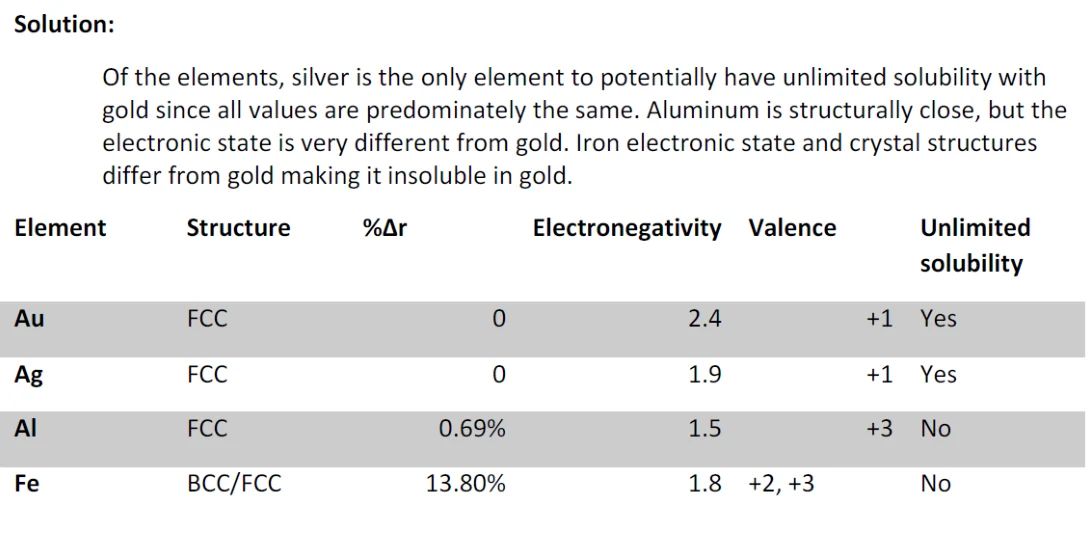 Solution:
Of the elements, silver is the only element to potentially have unlimited solubility with
gold since all values are predominately the same. Aluminum is structurally close, but the
electronic state is very different from gold. Iron electronic state and crystal structures
differ from gold making it insoluble in gold.
Element Structure %Δr Electronegativity Valence Unlimited
solubility
Au FCC 0 2.4 +1 Yes
Ag FCC 0 1.9 +1 Yes
Al FCC 0.69% 1.5 +3 No
Fe BCC/FCC 13.80% 1.8 +2, +3 No